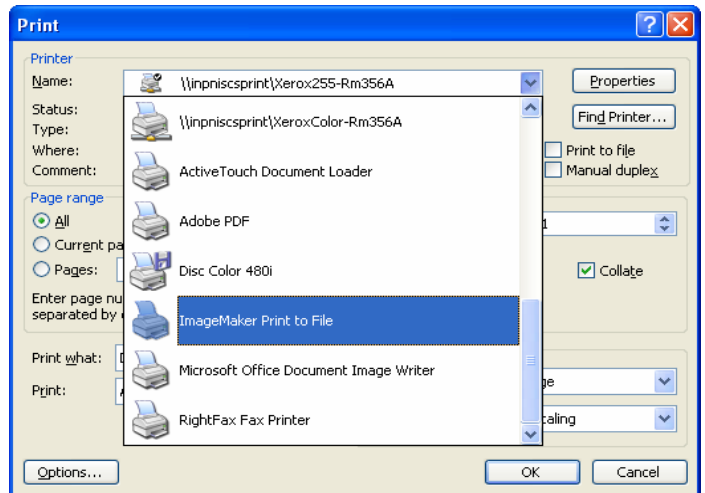 Print
Printer
Name: \\inpniscsprint\Xerox255-Rm356A Properties
Status:
\\inpniscsprint\XeroxColor-Rm356A Find Printer...
Type:
Where: Print to file
Comment: ActiveTouch Document Loader Manual duplex
Page range
All Adobe PDF 1
Current pa
Pages: Disc Color 480i Collate
Enter page nu
separated by ImageMaker Print to File
Print what:
Microsoft Office Document Image Writer ge
Print:
RightFax Fax Printer caling
Options... OK Cancel